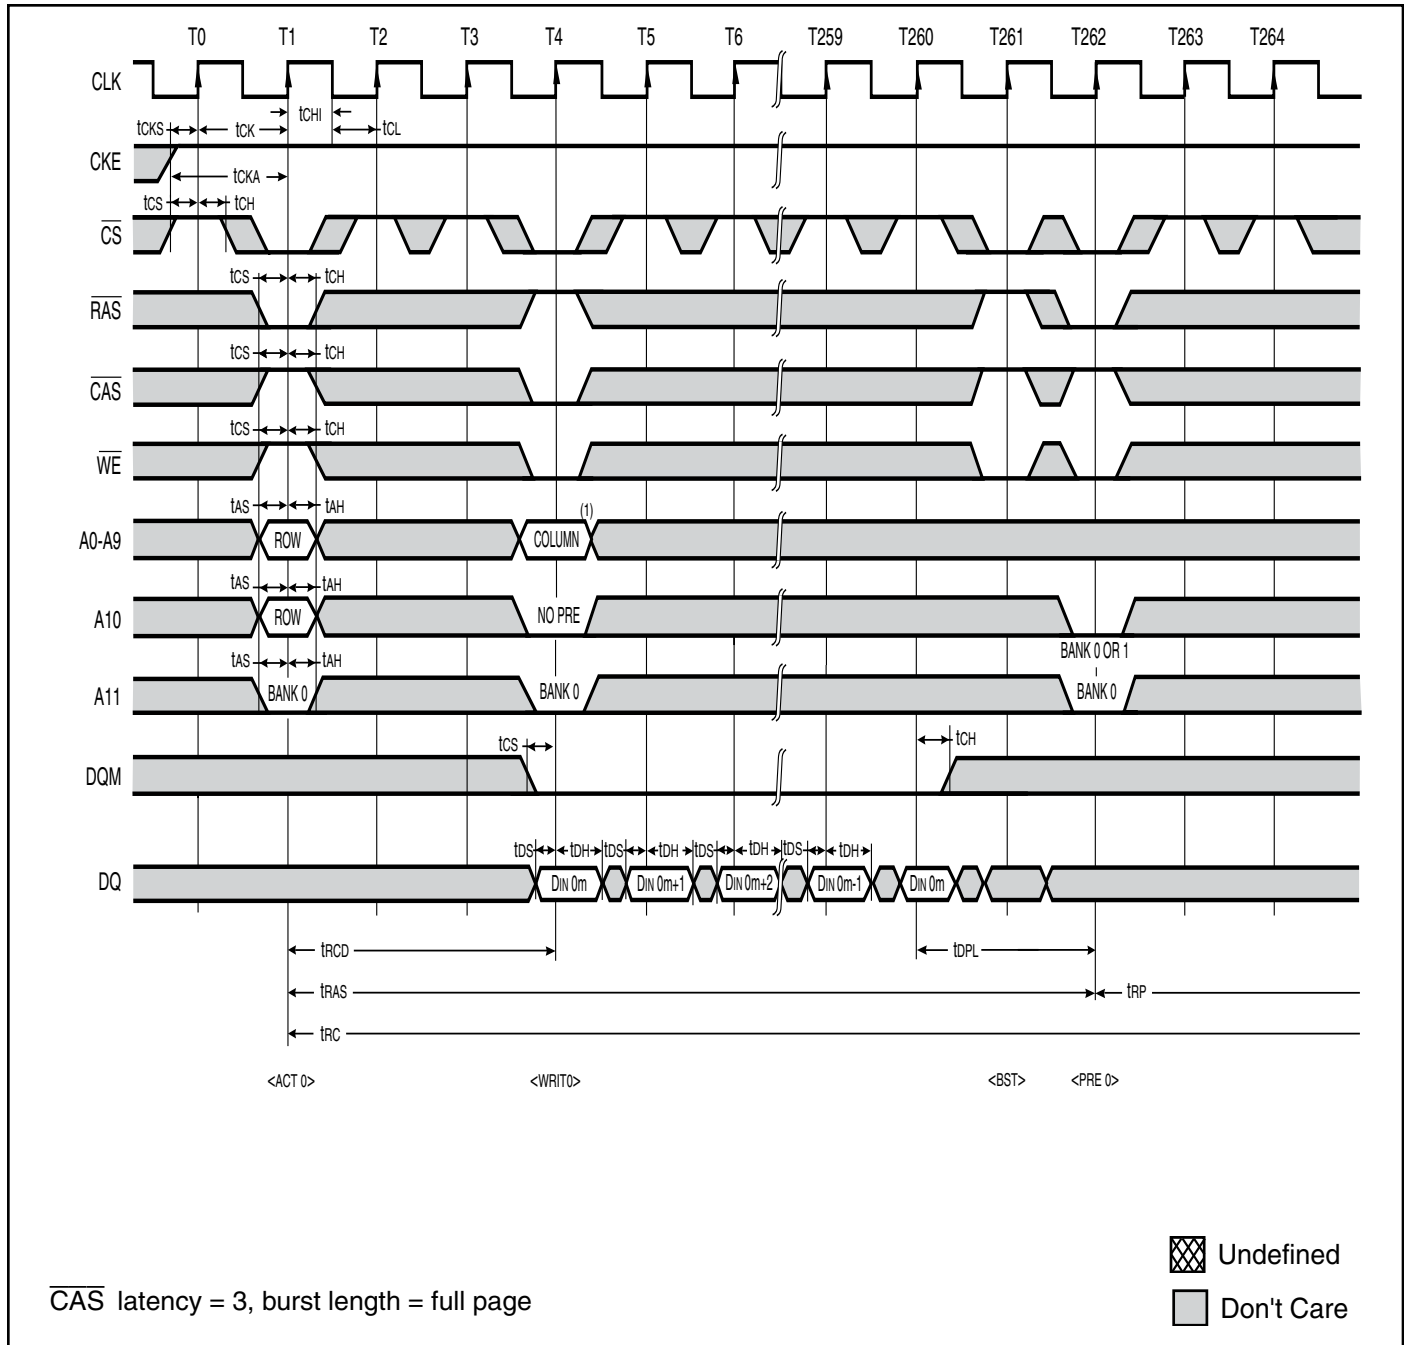 T0 T1 T2 T3 T4 T5 T6 T259 T260 T261 T262 T263 T264
CLK
tCHI
tCKS tCK tCL
CKE
tCKA
tCS tCH
CS
tCS tCH
RAS
tCS tCH
CAS
tCS tCH
WE
tAS tAH (1)
A0-A9 ROW COLUMN
tAS tAH
A10 ROW NO PRE
BANK 0 OR 1
tAS tAH
A11 BANK 0 BANK 0 BANK 0
tCS tCH
DQM
tDS tDH tDS tDH tDS tDH tDS tDH
DQ DIN 0m DIN 0m+1 DIN 0m+2 DIN 0m-1 DIN 0m
tRCD tDPL
tRAS tRP
tRC
<ACT 0> <WRIT0> <BST> <PRE 0>
Undefined
CAS latency = 3, burst length = full page
Don't Care